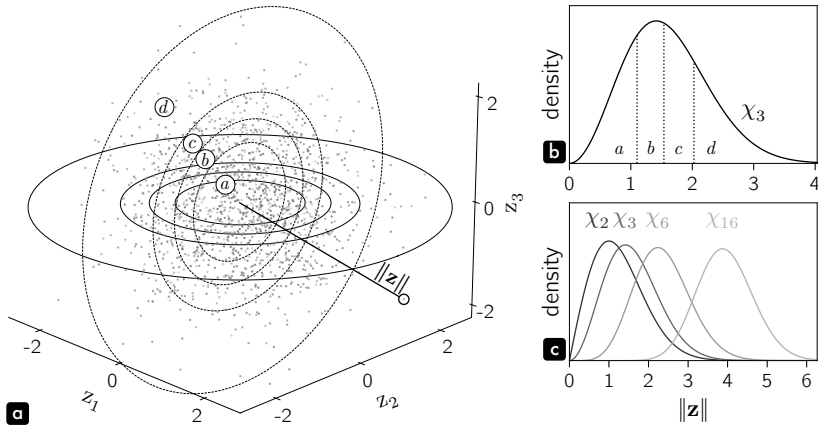 d
c
b
a
‖z‖
2
0
-2
z₃
-2
0
2
z₁
-2
0
2
z₂
a
density
χ₃
a b c d
b
0 1 2 3 4
χ₂ χ₃ χ₆ χ₁₆
density
c
0 1 2 3 4 5 6
‖z‖